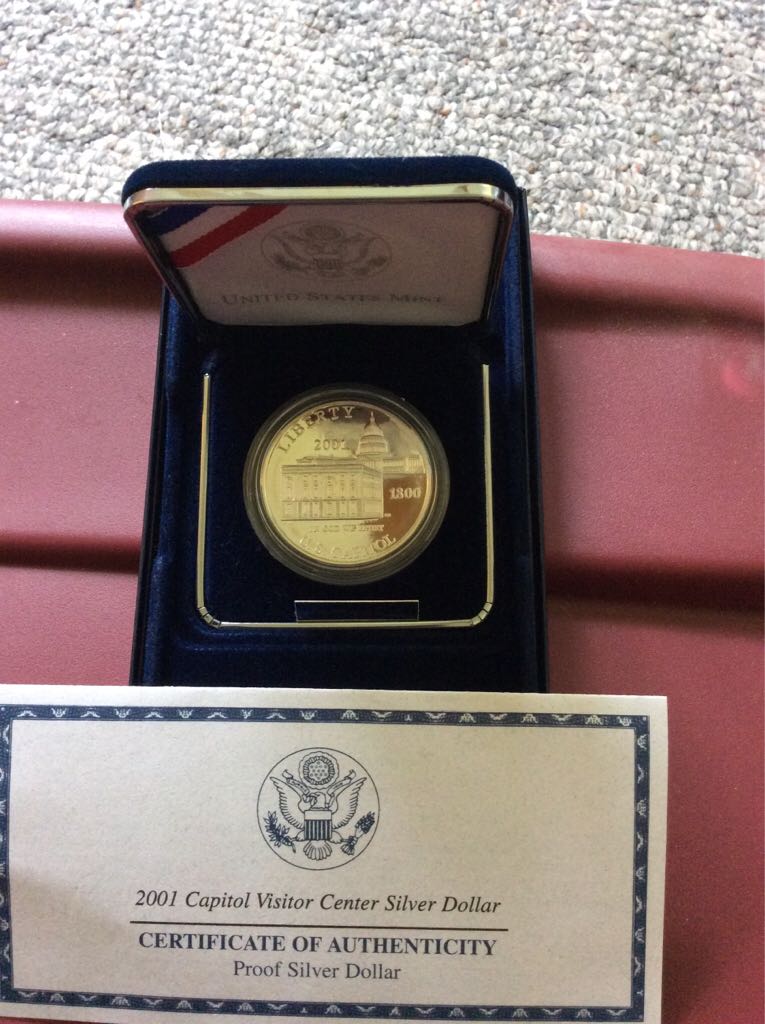 UNITED STATES MINT
LIBERTY
2001
1800
IN GOD WE TRUST
U.S. CAPITOL
2001 Capitol Visitor Center Silver Dollar
CERTIFICATE OF AUTHENTICITY
Proof Silver Dollar